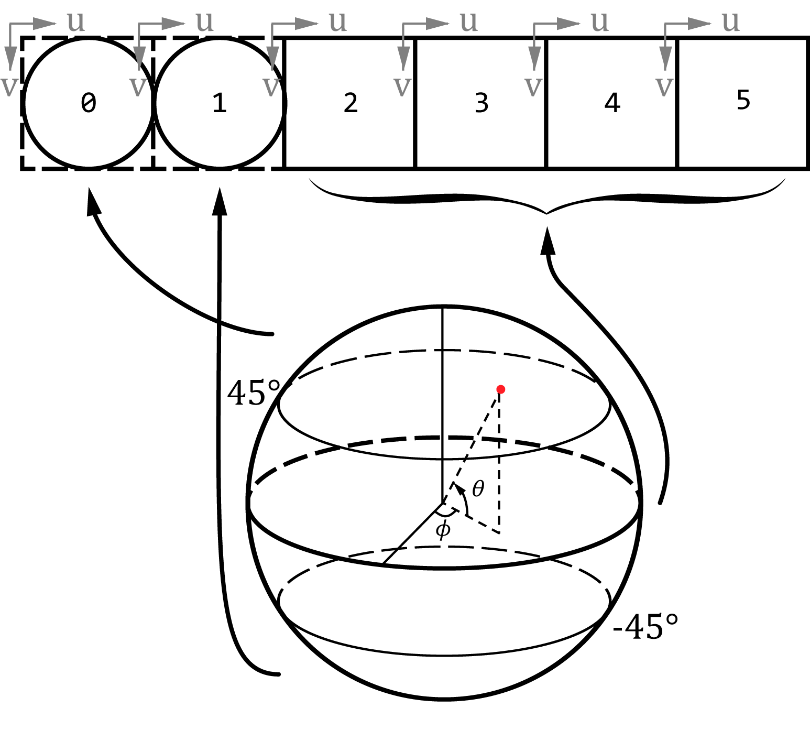 u u u u u u
v v v v v v
0 1 2 3 4 5
45°
θ
ϕ
-45°